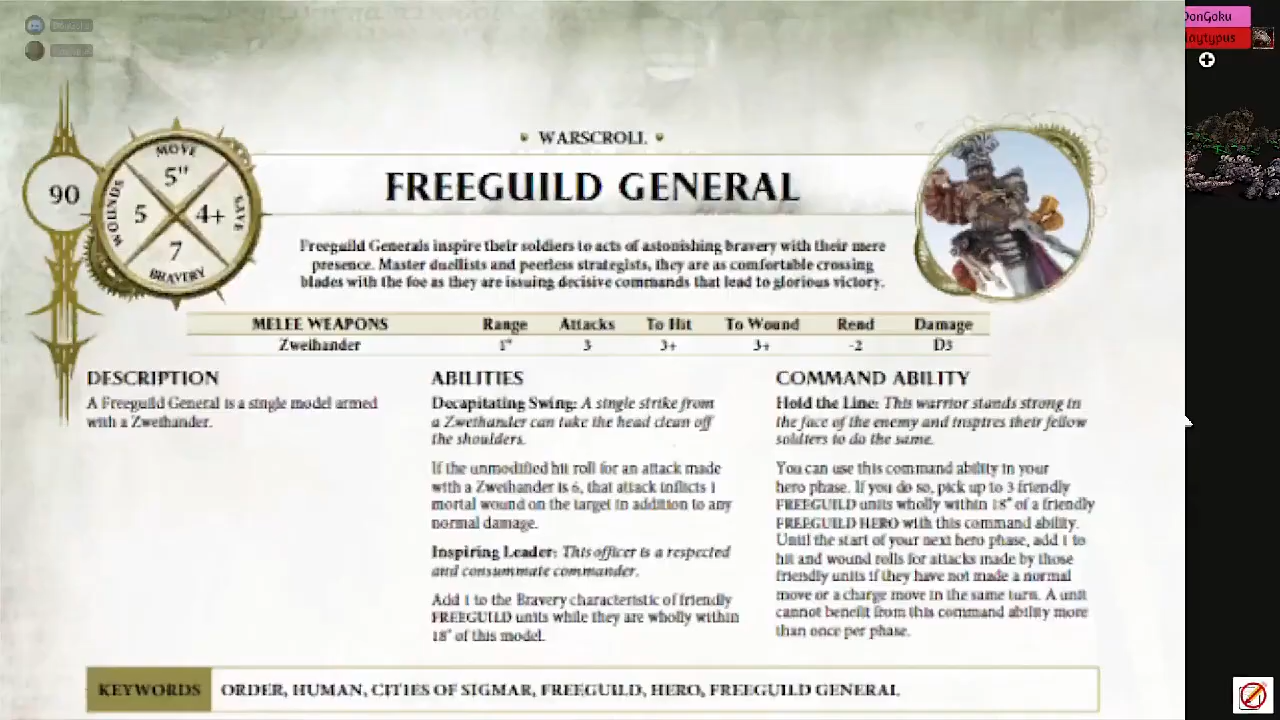 DonGoku
• WARSCROLL •
90
MOVE
5"
WOUNDS 5 4+ SAVE
7
BRAVERY
FREEGUILD GENERAL
Freeguild Generals inspire their soldiers to acts of astonishing bravery with their mere
presence. Master duellists and peerless strategists, they are as comfortable crossing
blades with the foe as they are issuing decisive commands that lead to glorious victory.
MELEE WEAPONS Range Attacks To Hit To Wound Rend Damage
Zweihander 1" 3 3+ 3+ -2 D3
DESCRIPTION
A Freeguild General is a single model armed
with a Zweihander.
ABILITIES
Decapitating Swing: A single strike from
a Zweihander can take the head clean off
the shoulders.
If the unmodified hit roll for an attack made
with a Zweihander is 6, that attack inflicts 1
mortal wound on the target in addition to any
normal damage.
Inspiring Leader: This officer is a respected
and consummate commander.
Add 1 to the Bravery characteristic of friendly
FREEGUILD units while they are wholly within
18" of this model.
COMMAND ABILITY
Hold the Line: This warrior stands strong in
the face of the enemy and inspires their fellow
soldiers to do the same.
You can use this command ability in your
hero phase. If you do so, pick up to 3 friendly
FREEGUILD units wholly within 18" of a friendly
FREEGUILD HERO with this command ability.
Until the start of your next hero phase, add 1 to
hit and wound rolls for attacks made by those
friendly units if they have not made a normal
move or a charge move in the same turn. A unit
cannot benefit from this command ability more
than once per phase.
KEYWORDS ORDER, HUMAN, CITIES OF SIGMAR, FREEGUILD, HERO, FREEGUILD GENERAL